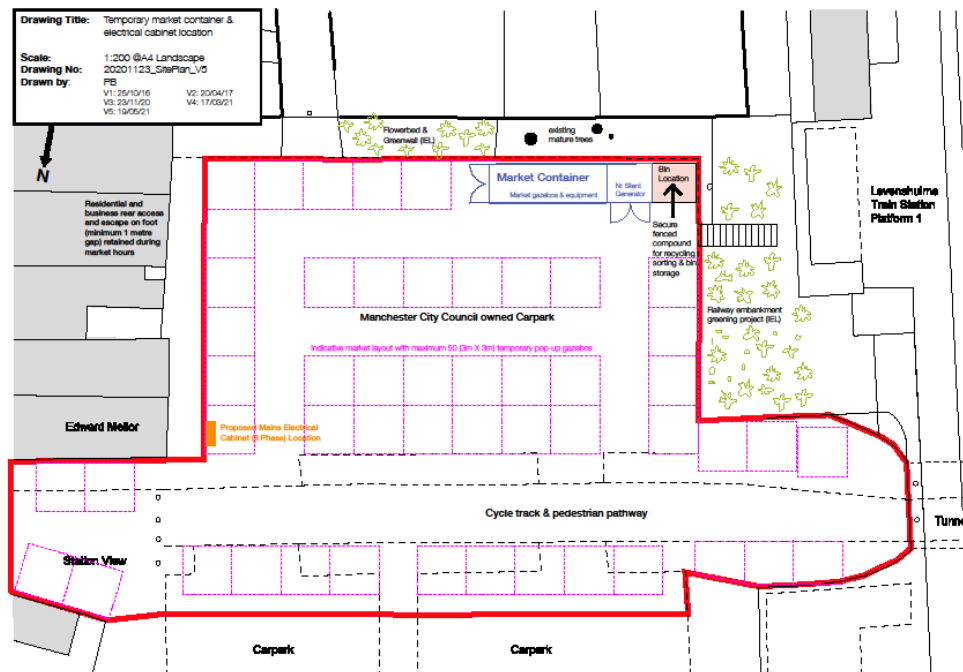 Drawing Title: Temporary market container &
electrical cabinet location
Scale: 1:200 @A4 Landscape
Drawing No: 20201123_SitePlan_V5
Drawn by: PB
V1: 25/10/16 V2: 20/04/17
V3: 23/11/20 V4: 17/03/21
V5: 19/05/21
N
Flowerbed &
Greenwall (IEL)
existing
mature trees
Market Container
Market gazebos & equipment
Nr Silent
Generator
Bin
Location
Secure
fenced
compound
for recycling
sorting & bin
storage
Levenshulme
Train Station
Platform 1
Residential and
business rear access
and escape on foot
(minimum 1 metre
gap) retained during
market hours
Manchester City Council owned Carpark
Railway embankment
greening project (IEL)
Indicative market layout with maximum 50 (3m X 3m) temporary pop-up gazebos
Edward Mellor
Proposed Mains Electrical
Cabinet (3 Phase) Location
Cycle track & pedestrian pathway
Tunne
Station View
Carpark
Carpark